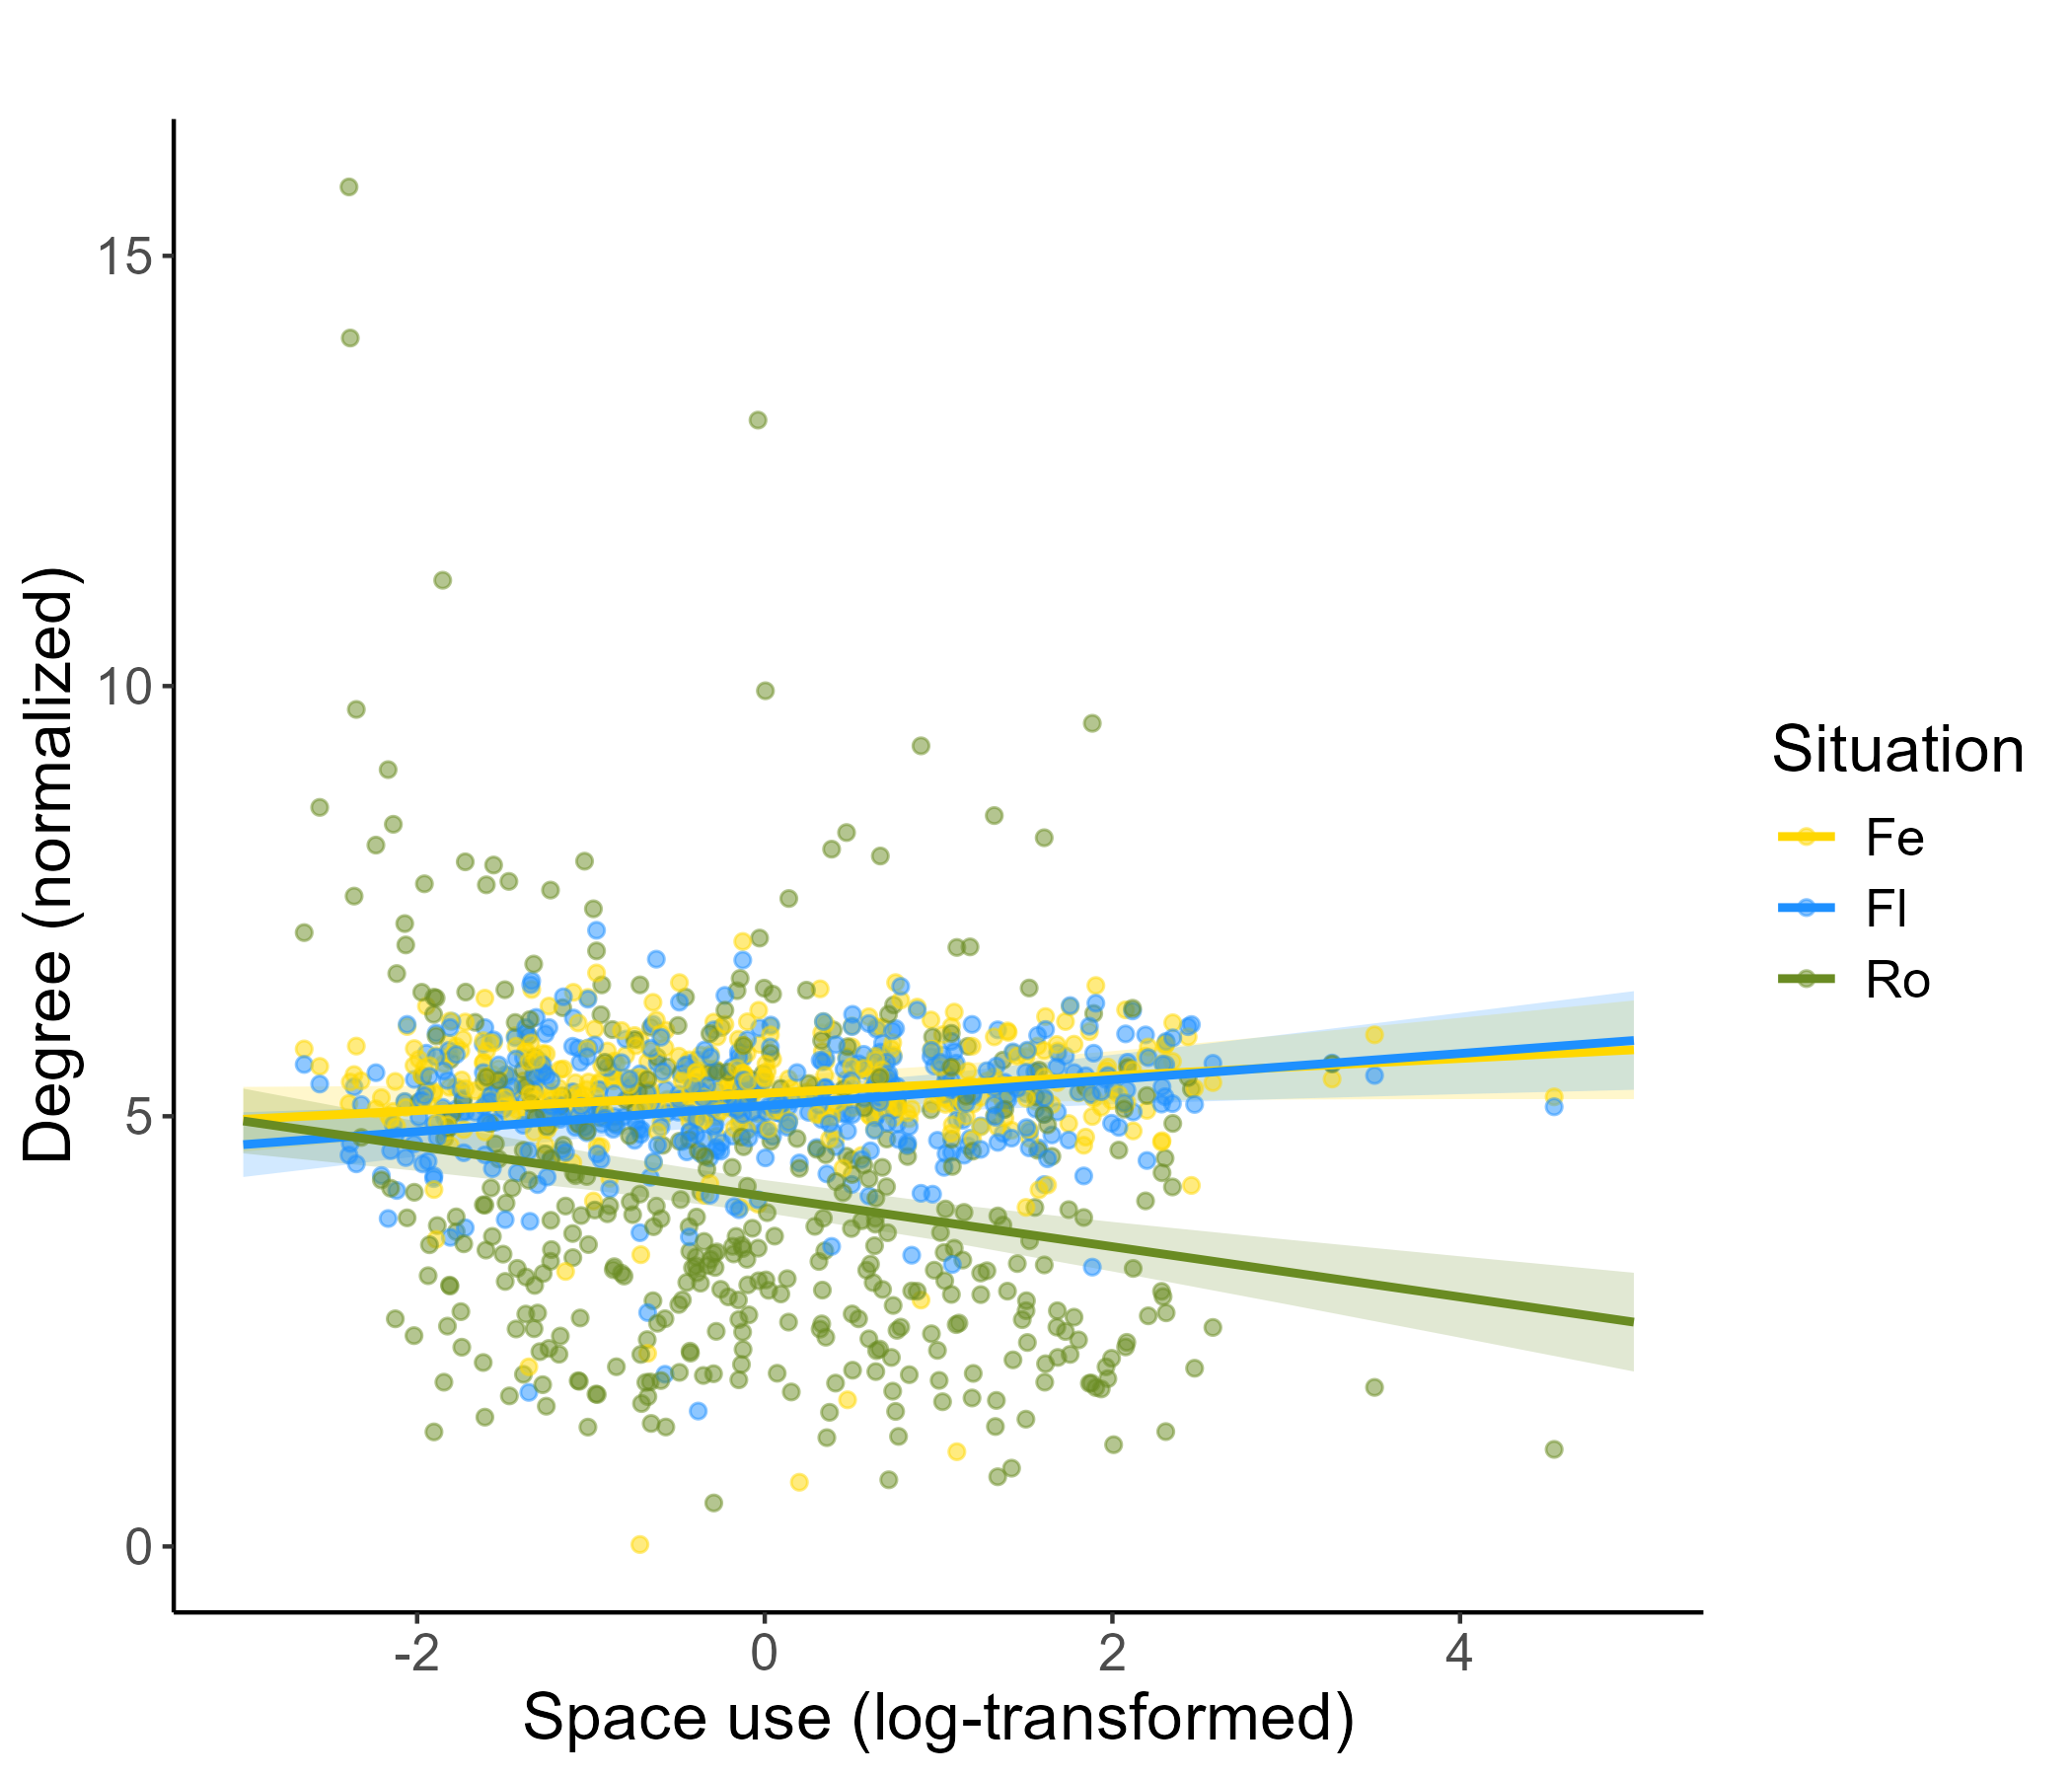 Degree (normalized)
15
10
5
0
-2
0
2
4
Space use (log-transformed)
Situation
Fe
Fl
Ro